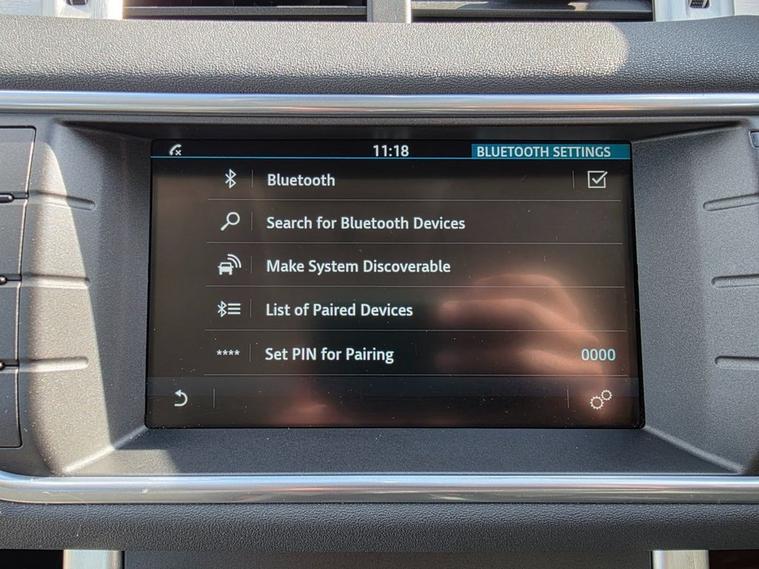 11:18 BLUETOOTH SETTINGS
Bluetooth
Search for Bluetooth Devices
Make System Discoverable
List of Paired Devices
**** Set PIN for Pairing 0000